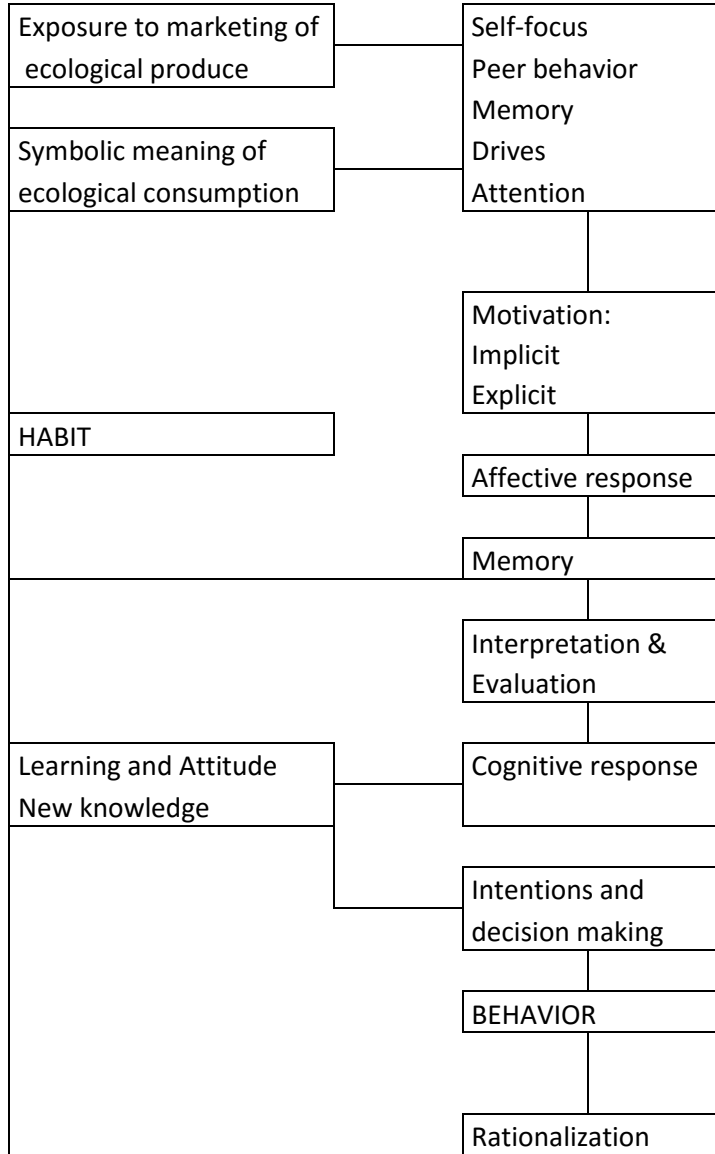 Exposure to marketing of
ecological produce
Symbolic meaning of
ecological consumption
Self-focus
Peer behavior
Memory
Drives
Attention
Motivation:
Implicit
Explicit
HABIT
Affective response
Memory
Interpretation &
Evaluation
Learning and Attitude
New knowledge
Cognitive response
Intentions and
decision making
BEHAVIOR
Rationalization